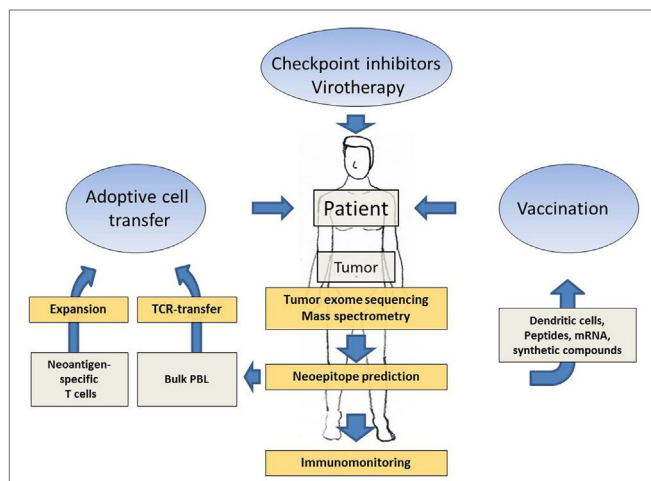 Checkpoint inhibitors
Virotherapy
Adoptive cell
transfer
Patient
Vaccination
Tumor
Expansion
TCR-transfer
Tumor exome sequencing
Mass spectrometry
Dendritic cells,
Peptides, mRNA,
synthetic compounds
Neoantigen-
specific
T cells
Bulk PBL
Neoepitope prediction
Immunomonitoring